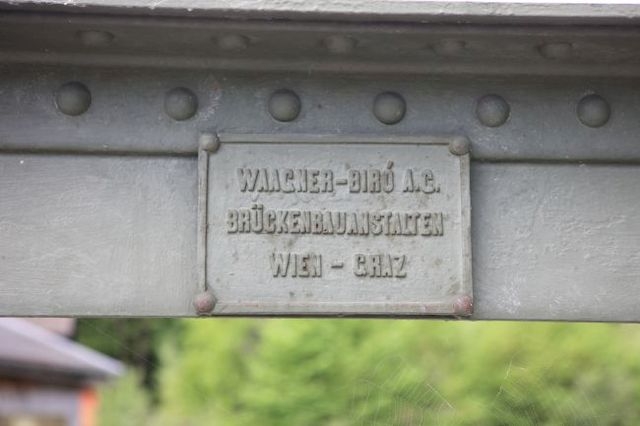 WAAGNER-BIRÓ A.G.
BRÜCKENBAUANSTALTEN
WIEN - GRAZ